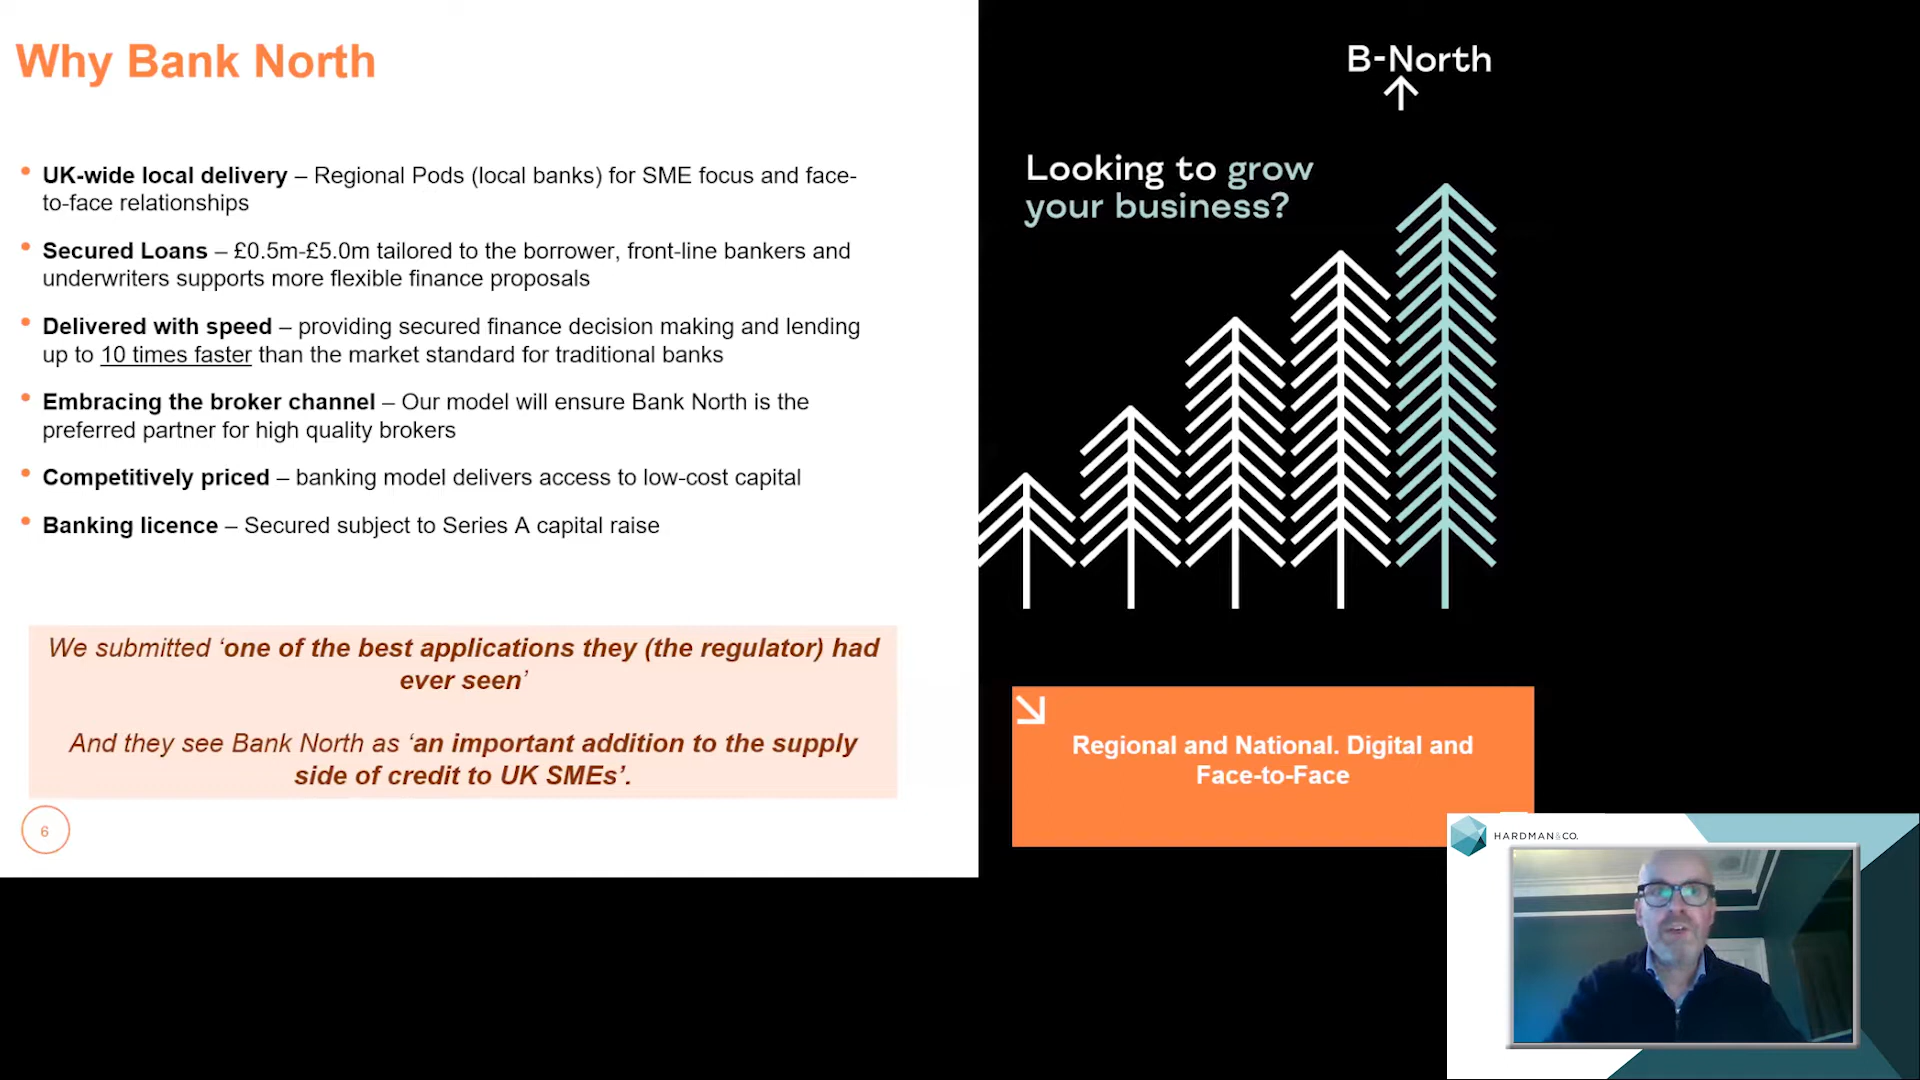 Why Bank North
• UK-wide local delivery – Regional Pods (local banks) for SME focus and face-
to-face relationships
• Secured Loans – £0.5m-£5.0m tailored to the borrower, front-line bankers and
underwriters supports more flexible finance proposals
• Delivered with speed – providing secured finance decision making and lending
up to 10 times faster than the market standard for traditional banks
• Embracing the broker channel – Our model will ensure Bank North is the
preferred partner for high quality brokers
• Competitively priced – banking model delivers access to low-cost capital
• Banking licence – Secured subject to Series A capital raise
We submitted ‘one of the best applications they (the regulator) had
ever seen’
And they see Bank North as ‘an important addition to the supply
side of credit to UK SMEs’.
6
B-North
Looking to grow
your business?
Regional and National. Digital and
Face-to-Face
HARDMAN&CO.